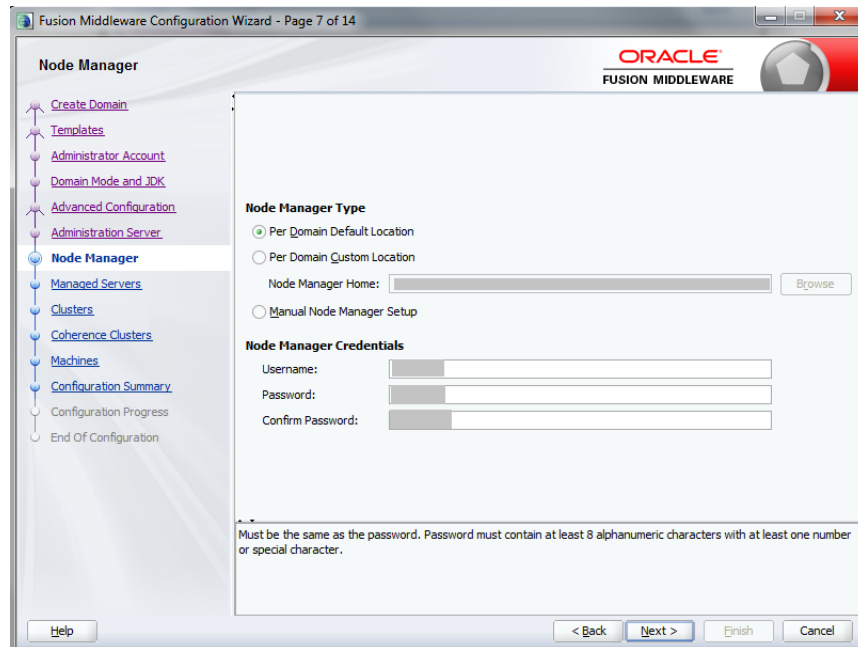 Fusion Middleware Configuration Wizard - Page 7 of 14
Node Manager
ORACLE
FUSION MIDDLEWARE
Create Domain
Templates
Administrator Account
Domain Mode and JDK
Advanced Configuration
Administration Server
Node Manager
Managed Servers
Clusters
Coherence Clusters
Machines
Configuration Summary
Configuration Progress
End Of Configuration
Node Manager Type
Per Domain Default Location
Per Domain Custom Location
Node Manager Home:
Browse
Manual Node Manager Setup
Node Manager Credentials
Username:
Password:
Confirm Password:
Must be the same as the password. Password must contain at least 8 alphanumeric characters with at least one number
or special character.
Help
< Back
Next >
Finish
Cancel